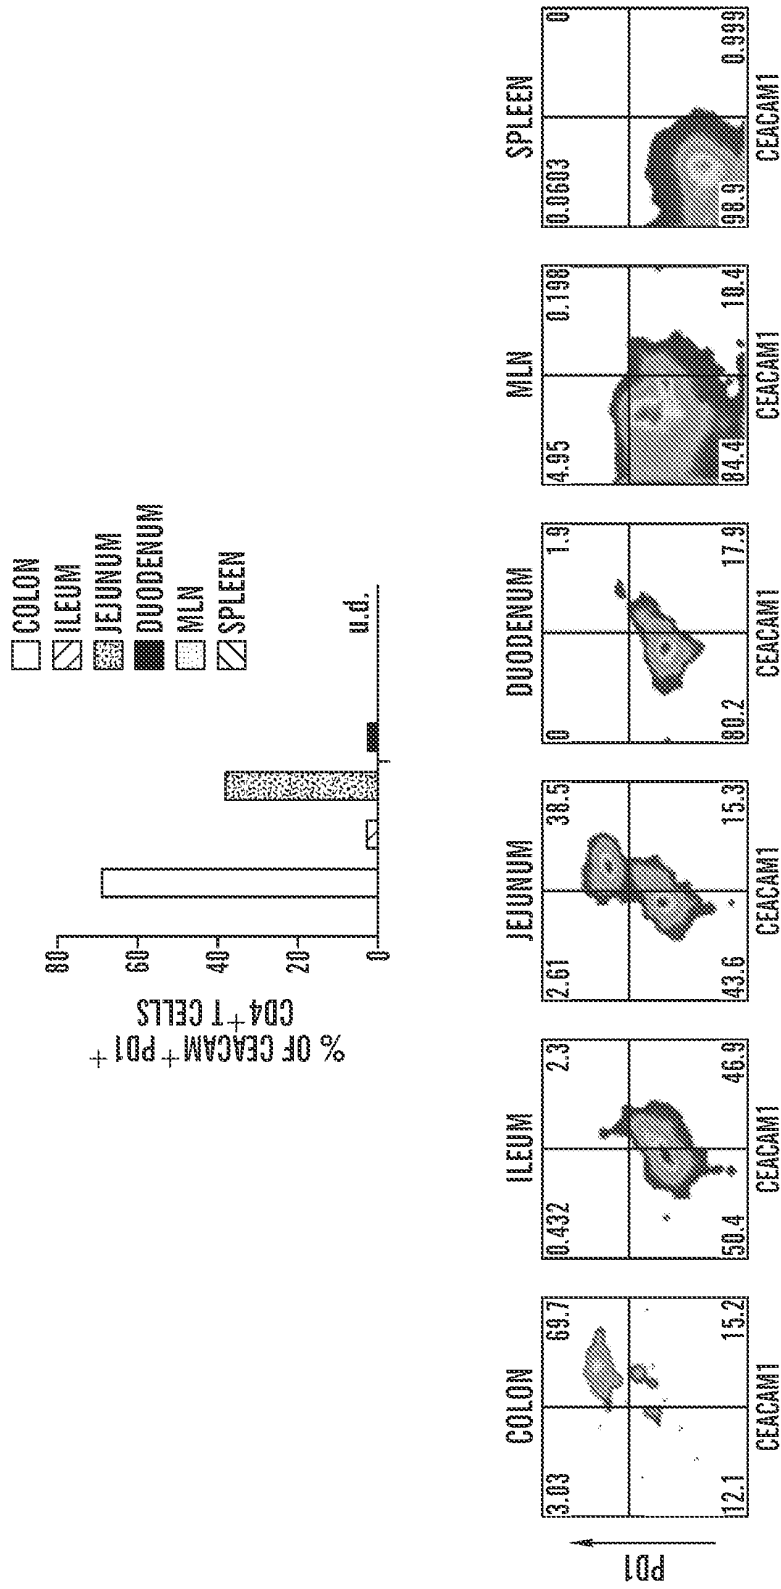 % OF CEACAM⁺ PD1⁺
CD4⁺ T CELLS
80
60
40
20
0
u.d.
COLON
ILEUM
JEJUNUM
DUODENUM
MLN
SPLEEN
PD1
COLON
3.03 69.7
12.1 15.2
CEACAM1
ILEUM
0.432 2.3
50.4 46.9
CEACAM1
JEJUNUM
2.61 38.5
43.6 15.3
CEACAM1
DUODENUM
0 1.9
80.2 17.9
CEACAM1
MLN
4.95 0.198
84.4 10.4
CEACAM1
SPLEEN
0.0603 0
98.9 0.999
CEACAM1